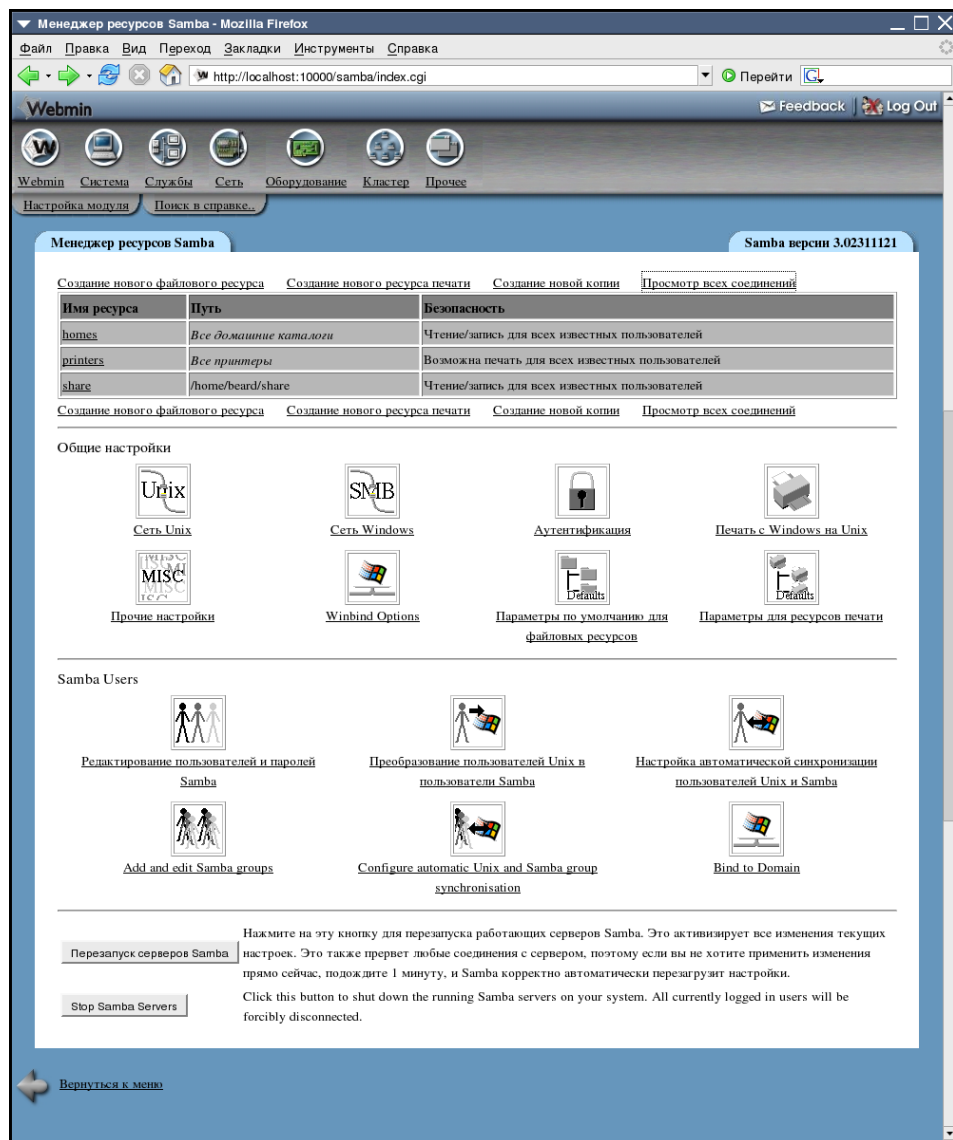 Менеджер ресурсов Samba - Mozilla Firefox
Файл Правка Вид Переход Закладки Инструменты Справка
http://localhost:10000/samba/index.cgi Перейти
Webmin Feedback Log Out
Webmin Система Службы Сеть Оборудование Кластер Прочее
Настройка модуля Поиск в справке..
Менеджер ресурсов Samba Samba версии 3.02311121
Создание нового файлового ресурса Создание нового ресурса печати Создание новой копии Просмотр всех соединений
Имя ресурса Путь Безопасность
homes Все домашние каталоги Чтение/запись для всех известных пользователей
printers Все принтеры Возможна печать для всех известных пользователей
share /home/beard/share Чтение/запись для всех известных пользователей
Создание нового файлового ресурса Создание нового ресурса печати Создание новой копии Просмотр всех соединений
Общие настройки
Unix SMB
Сеть Unix Сеть Windows Аутентификация Печать с Windows на Unix
MISC Defaults Defaults
Прочие настройки Winbind Options Параметры по умолчанию для Параметры для ресурсов печати
файловых ресурсов
Samba Users
Редактирование пользователей и паролей Преобразование пользователей Unix в Настройка автоматической синхронизации
Samba пользователи Samba пользователей Unix и Samba
Add and edit Samba groups Configure automatic Unix and Samba group Bind to Domain
synchronisation
Нажмите на эту кнопку для перезапуска работающих серверов Samba. Это активизирует все изменения текущих
Перезапуск серверов Samba настроек. Это также прервет любые соединения с сервером, поэтому если вы не хотите применить изменения
прямо сейчас, подождите 1 минуту, и Samba корректно автоматически перезагрузит настройки.
Stop Samba Servers Click this button to shut down the running Samba servers on your system. All currently logged in users will be
forcibly disconnected.
Вернуться к меню